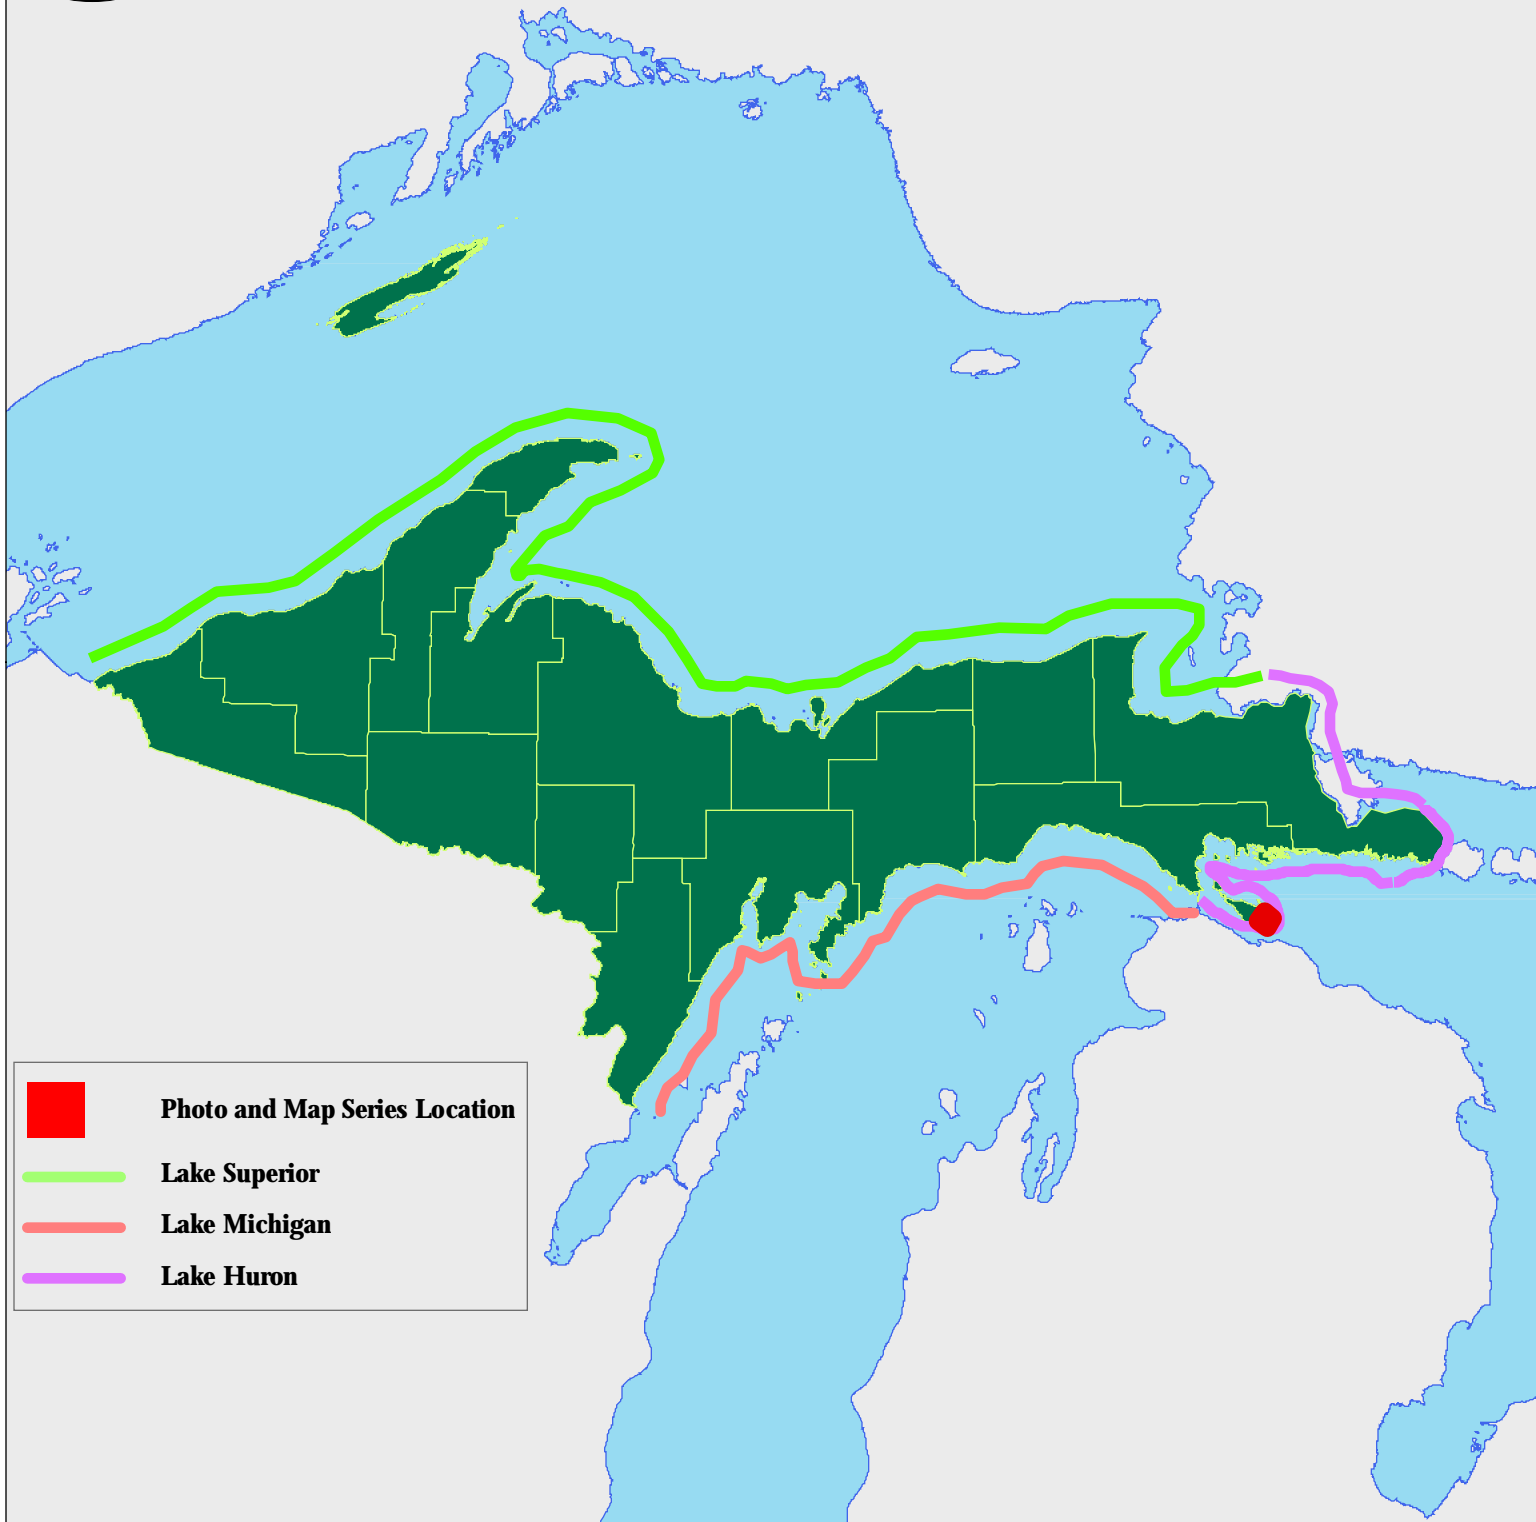 Photo and Map Series Location
Lake Superior
Lake Michigan
Lake Huron